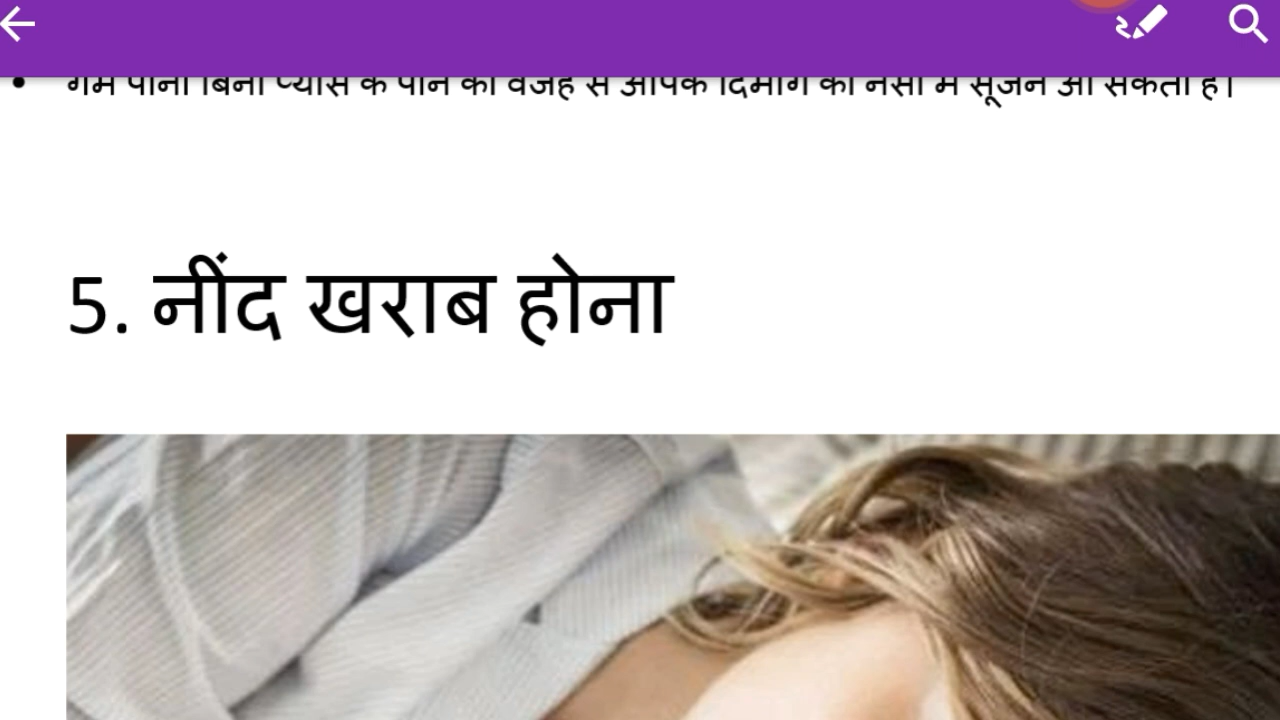 • गर्म पानी बिना प्यास के पीने की वजह से आपके दिमाग की नसों में सूजन आ सकती है।
5. नींद खराब होना